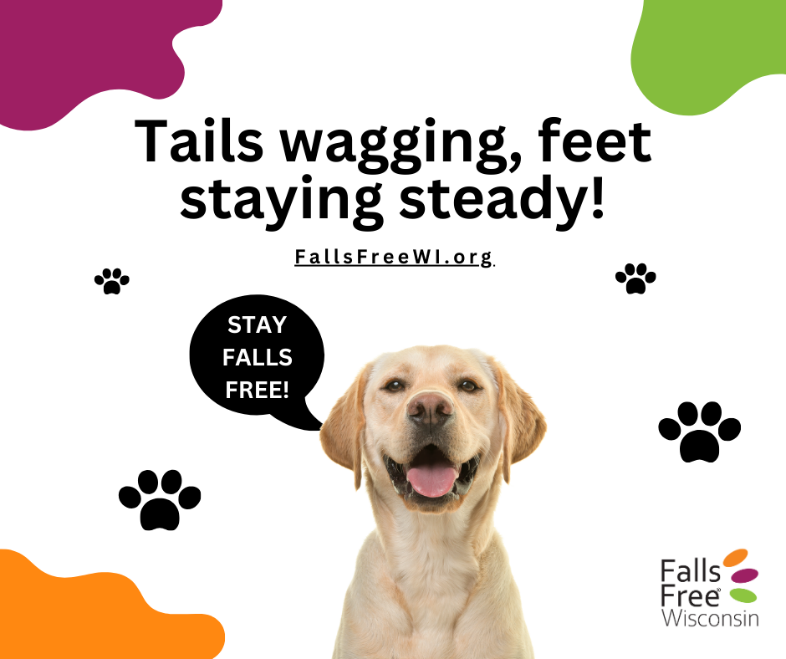 Tails wagging, feet
staying steady!
FallsFreeWI.org
STAY
FALLS
FREE!
Falls
Free®
Wisconsin